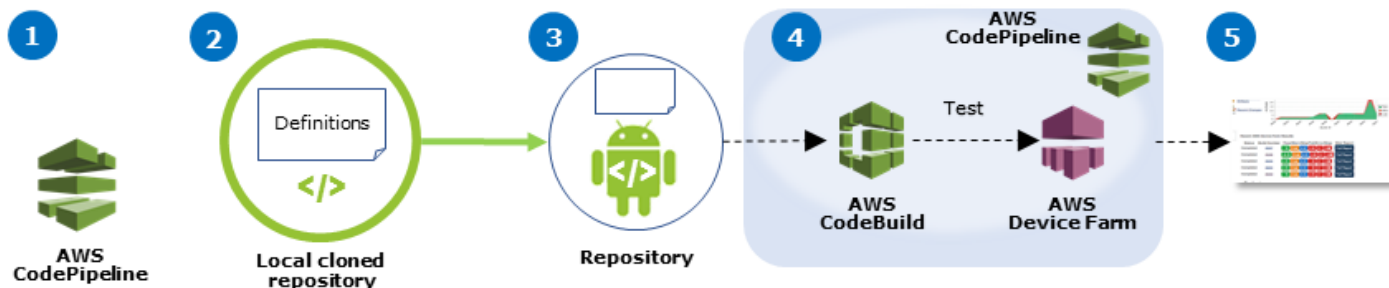 1
2
3
4
5
AWS
CodePipeline
Definitions
</>
Local cloned
repository
</>
Repository
AWS
CodePipeline
Test
AWS
CodeBuild
AWS
Device Farm